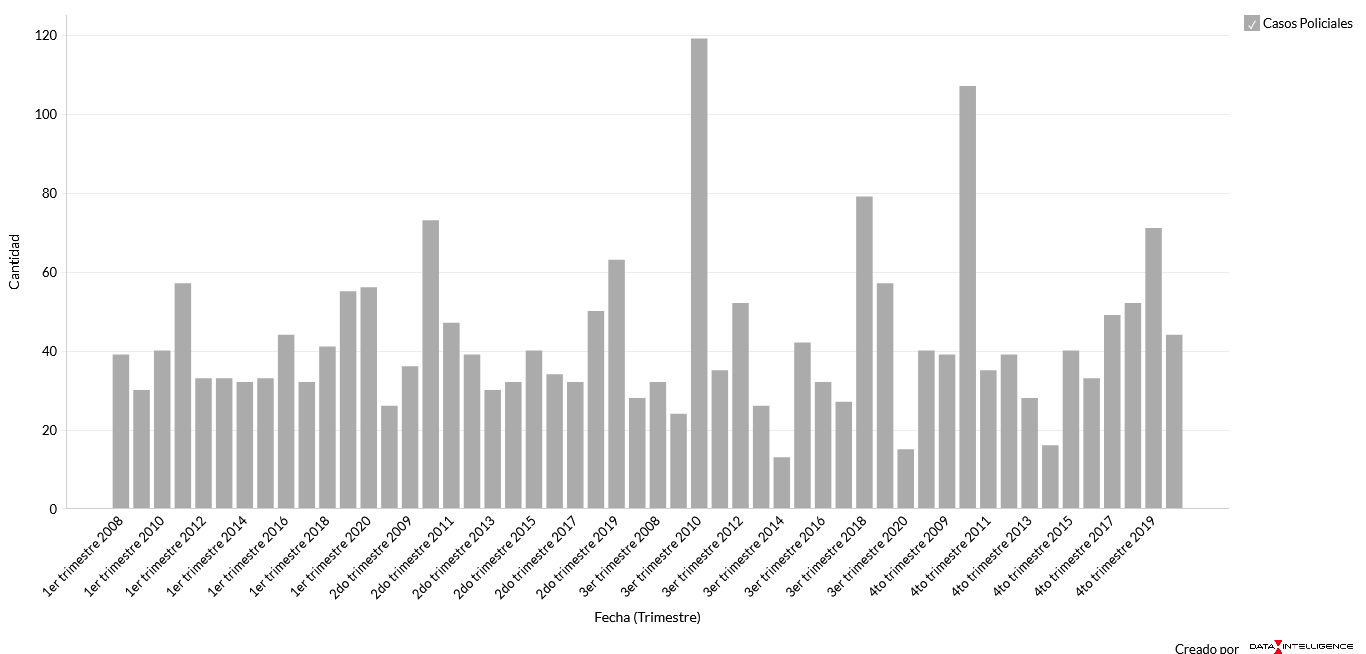 Casos Policiales
120
100
80
60
40
20
0
Cantidad
1er trimestre 2008
1er trimestre 2010
1er trimestre 2012
1er trimestre 2014
1er trimestre 2016
1er trimestre 2018
1er trimestre 2020
2do trimestre 2009
2do trimestre 2011
2do trimestre 2013
2do trimestre 2015
2do trimestre 2017
2do trimestre 2019
3er trimestre 2008
3er trimestre 2010
3er trimestre 2012
3er trimestre 2014
3er trimestre 2016
3er trimestre 2018
3er trimestre 2020
4to trimestre 2009
4to trimestre 2011
4to trimestre 2013
4to trimestre 2015
4to trimestre 2017
4to trimestre 2019
Fecha (Trimestre)
Creado por DATA INTELLIGENCE